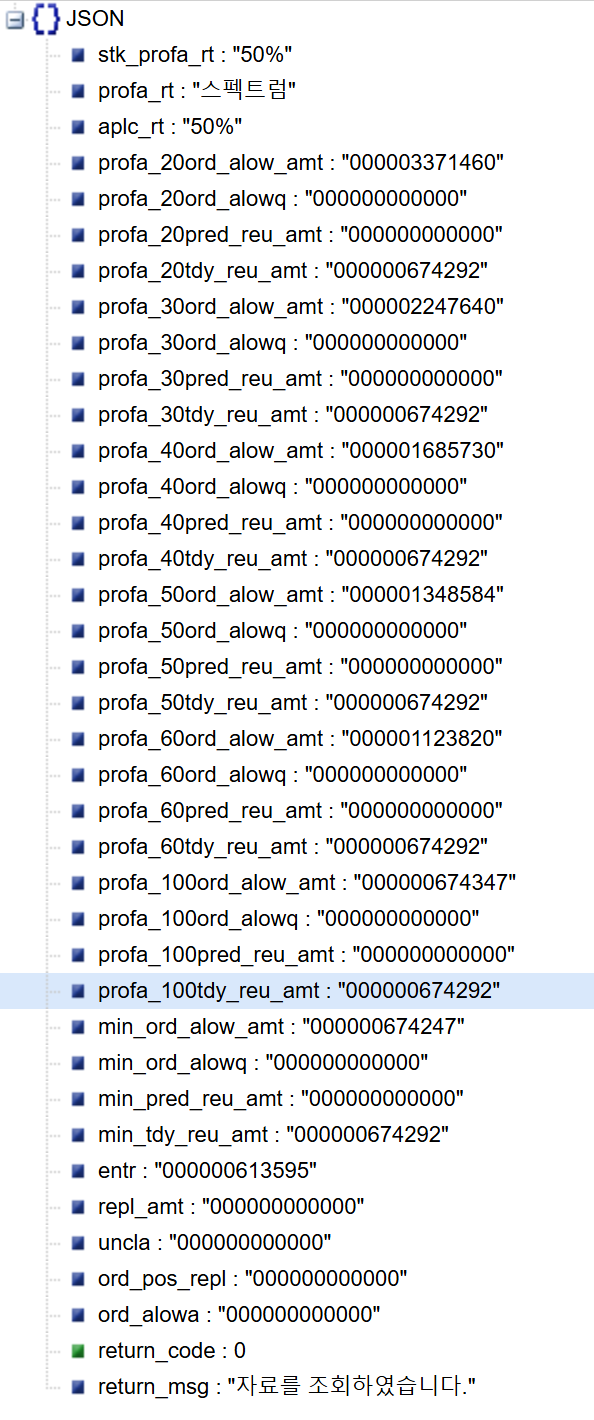 JSON
stk_profa_rt : "50%"
profa_rt : "스펙트럼"
aplc_rt : "50%"
profa_20ord_alow_amt : "000003371460"
profa_20ord_alowq : "000000000000"
profa_20pred_reu_amt : "000000000000"
profa_20tdy_reu_amt : "000000674292"
profa_30ord_alow_amt : "000002247640"
profa_30ord_alowq : "000000000000"
profa_30pred_reu_amt : "000000000000"
profa_30tdy_reu_amt : "000000674292"
profa_40ord_alow_amt : "000001685730"
profa_40ord_alowq : "000000000000"
profa_40pred_reu_amt : "000000000000"
profa_40tdy_reu_amt : "000000674292"
profa_50ord_alow_amt : "000001348584"
profa_50ord_alowq : "000000000000"
profa_50pred_reu_amt : "000000000000"
profa_50tdy_reu_amt : "000000674292"
profa_60ord_alow_amt : "000001123820"
profa_60ord_alowq : "000000000000"
profa_60pred_reu_amt : "000000000000"
profa_60tdy_reu_amt : "000000674292"
profa_100ord_alow_amt : "000000674347"
profa_100ord_alowq : "000000000000"
profa_100pred_reu_amt : "000000000000"
profa_100tdy_reu_amt : "000000674292"
min_ord_alow_amt : "000000674247"
min_ord_alowq : "000000000000"
min_pred_reu_amt : "000000000000"
min_tdy_reu_amt : "000000674292"
entr : "000000613595"
repl_amt : "000000000000"
uncla : "000000000000"
ord_pos_repl : "000000000000"
ord_alowa : "000000000000"
return_code : 0
return_msg : "자료를 조회하였습니다."